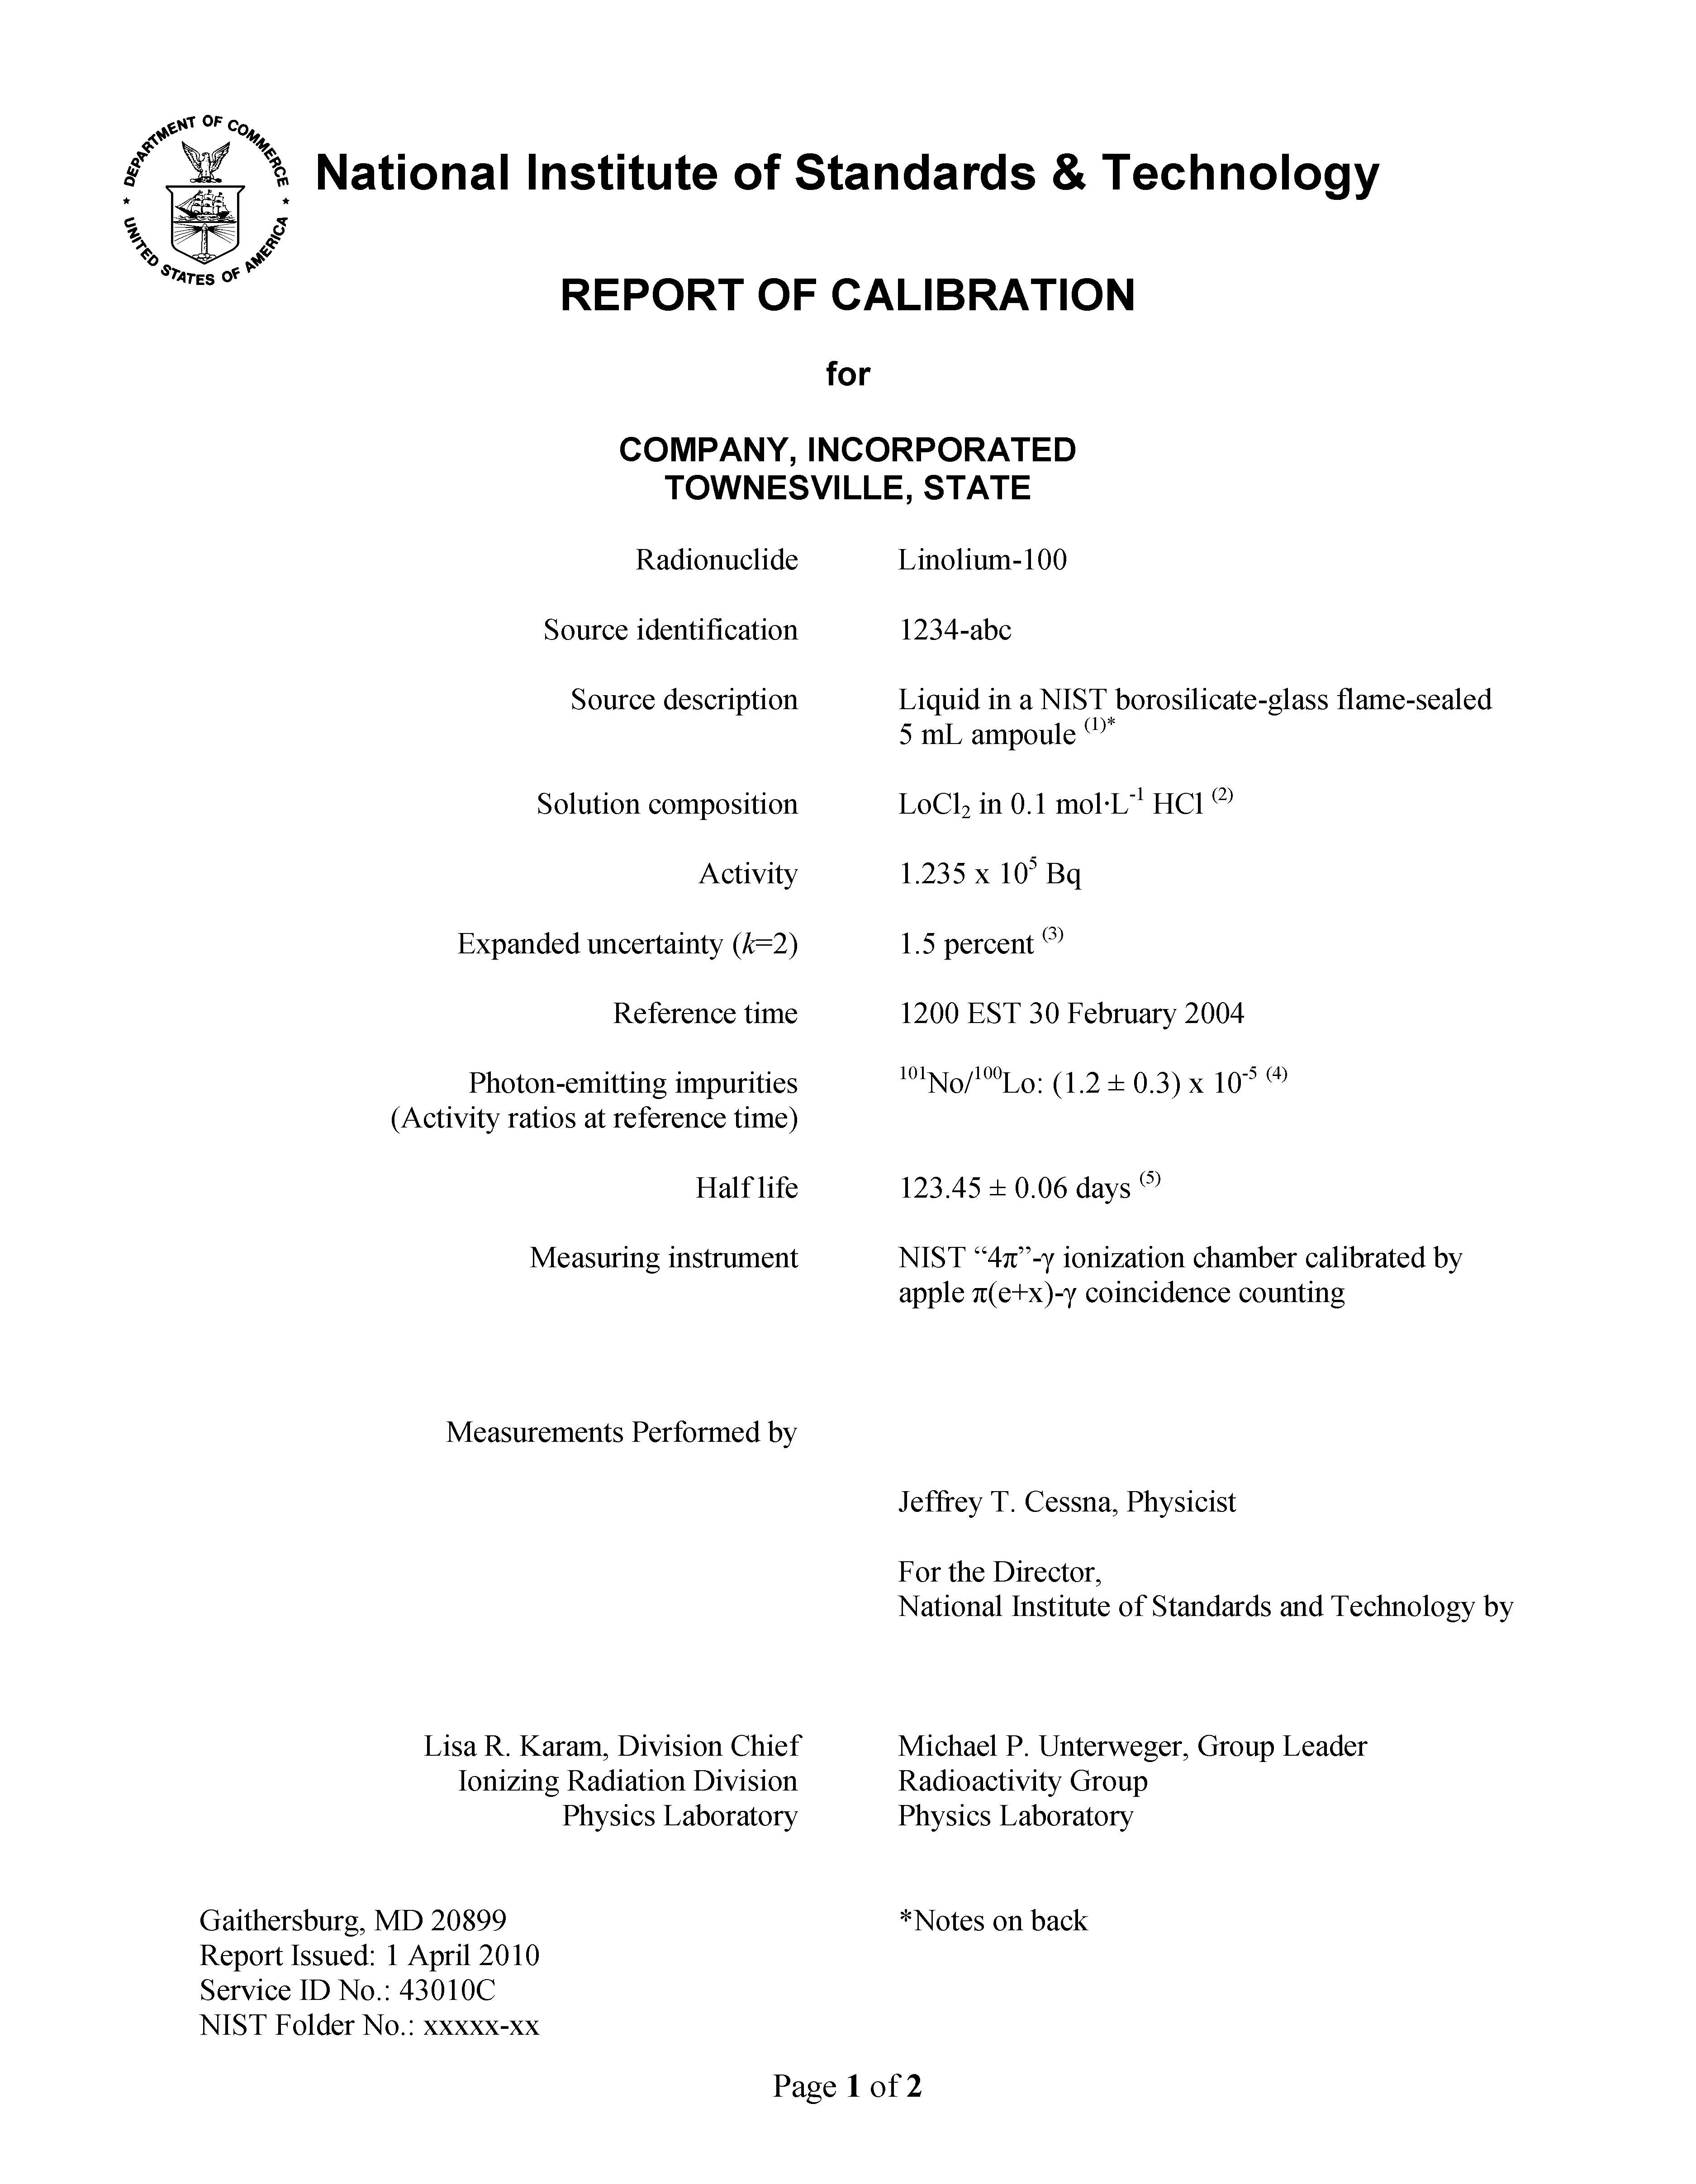 DEPARTMENT OF COMMERCE
UNITED STATES OF AMERICA
National Institute of Standards & Technology
REPORT OF CALIBRATION
for
COMPANY, INCORPORATED
TOWNESVILLE, STATE
Radionuclide Linolium-100
Source identification 1234-abc
Source description Liquid in a NIST borosilicate-glass flame-sealed
5 mL ampoule (1)*
Solution composition LoCl₂ in 0.1 mol·L⁻¹ HCl (2)
Activity 1.235 x 10⁵ Bq
Expanded uncertainty (k=2) 1.5 percent (3)
Reference time 1200 EST 30 February 2004
Photon-emitting impurities ¹⁰¹No/¹⁰⁰Lo: (1.2 ± 0.3) x 10⁻⁵ (4)
(Activity ratios at reference time)
Half life 123.45 ± 0.06 days (5)
Measuring instrument NIST “4π”-γ ionization chamber calibrated by
apple π(e+x)-γ coincidence counting
Measurements Performed by
Jeffrey T. Cessna, Physicist
For the Director,
National Institute of Standards and Technology by
Lisa R. Karam, Division Chief Michael P. Unterweger, Group Leader
Ionizing Radiation Division Radioactivity Group
Physics Laboratory Physics Laboratory
Gaithersburg, MD 20899 *Notes on back
Report Issued: 1 April 2010
Service ID No.: 43010C
NIST Folder No.: xxxxx-xx
Page 1 of 2